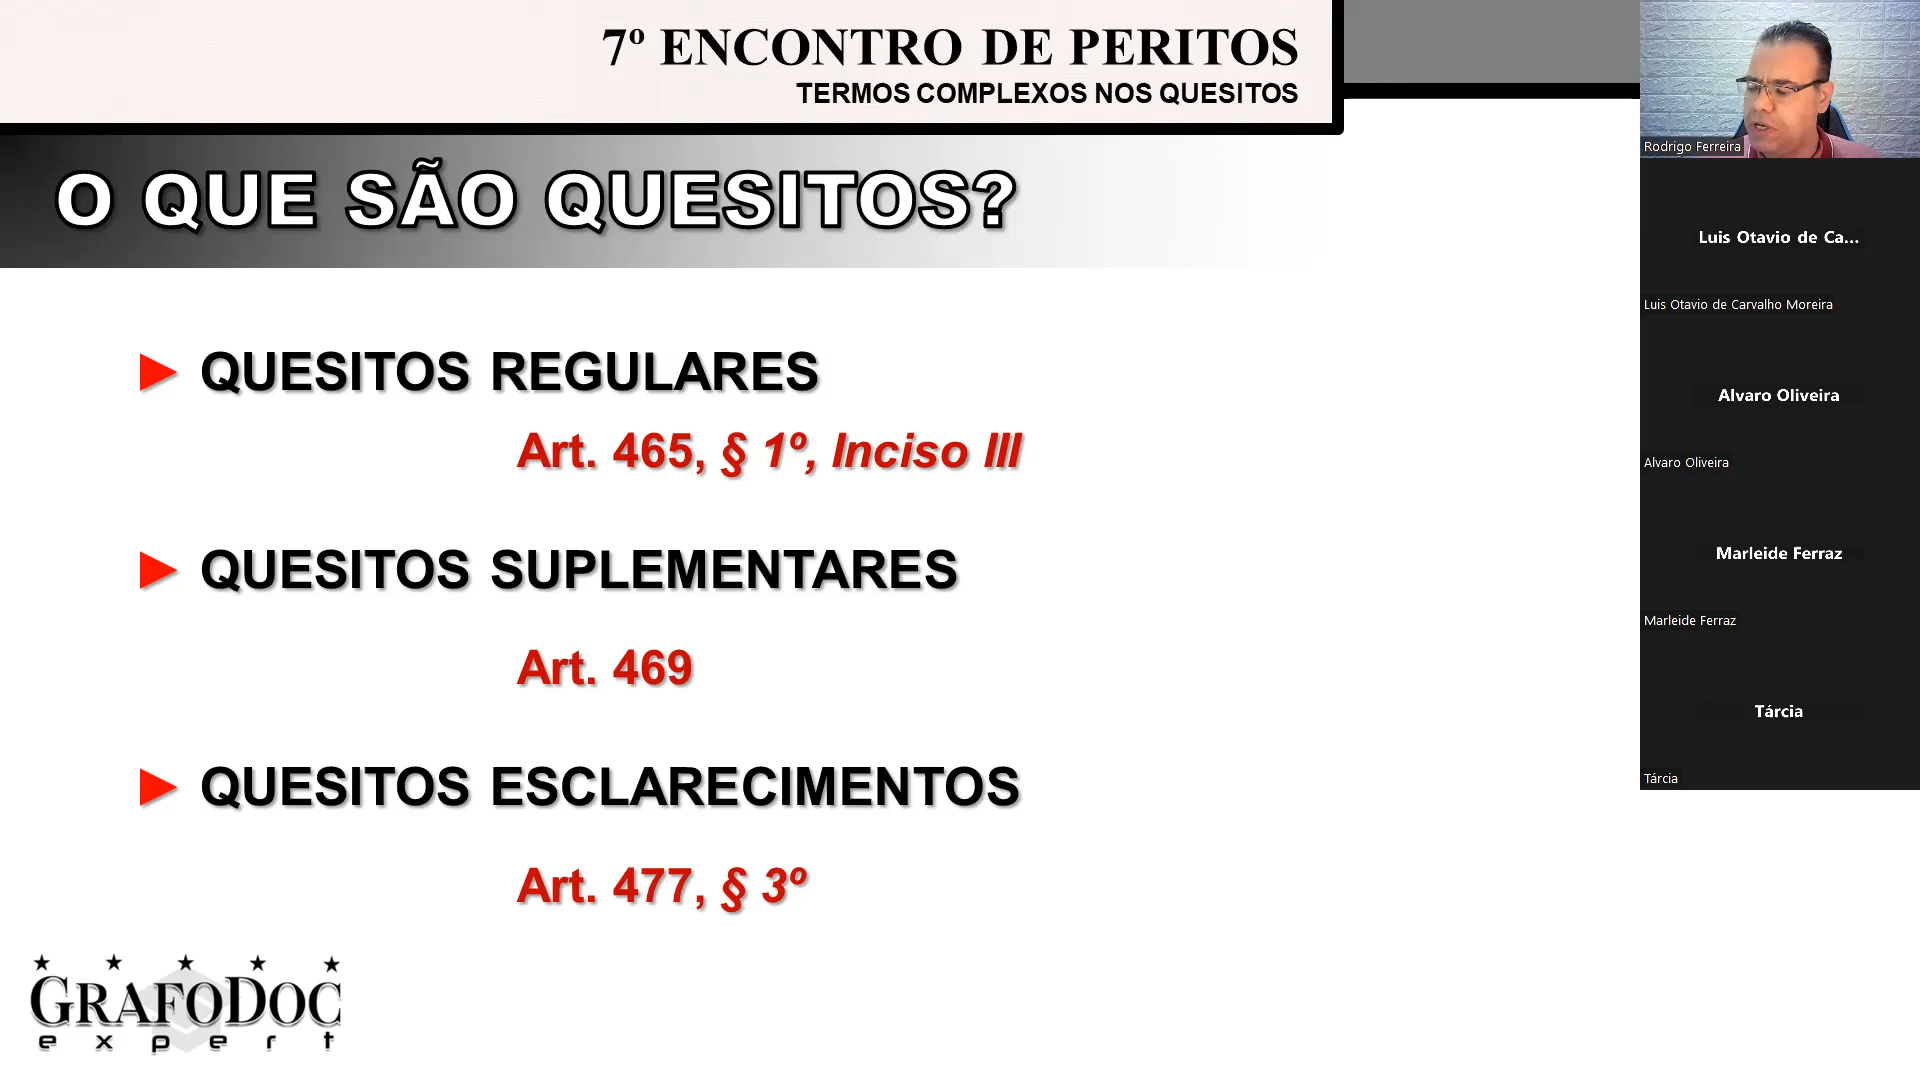 7º ENCONTRO DE PERITOS
TERMOS COMPLEXOS NOS QUESITOS
O QUE SÃO QUESITOS?
► QUESITOS REGULARES
Art. 465, § 1º, Inciso III
► QUESITOS SUPLEMENTARES
Art. 469
► QUESITOS ESCLARECIMENTOS
Art. 477, § 3º
GRAFODOC
expert
Rodrigo Ferreira
Luis Otavio de Ca...
Luis Otavio de Carvalho Moreira
Alvaro Oliveira
Alvaro Oliveira
Marleide Ferraz
Marleide Ferraz
Tárcia
Tárcia